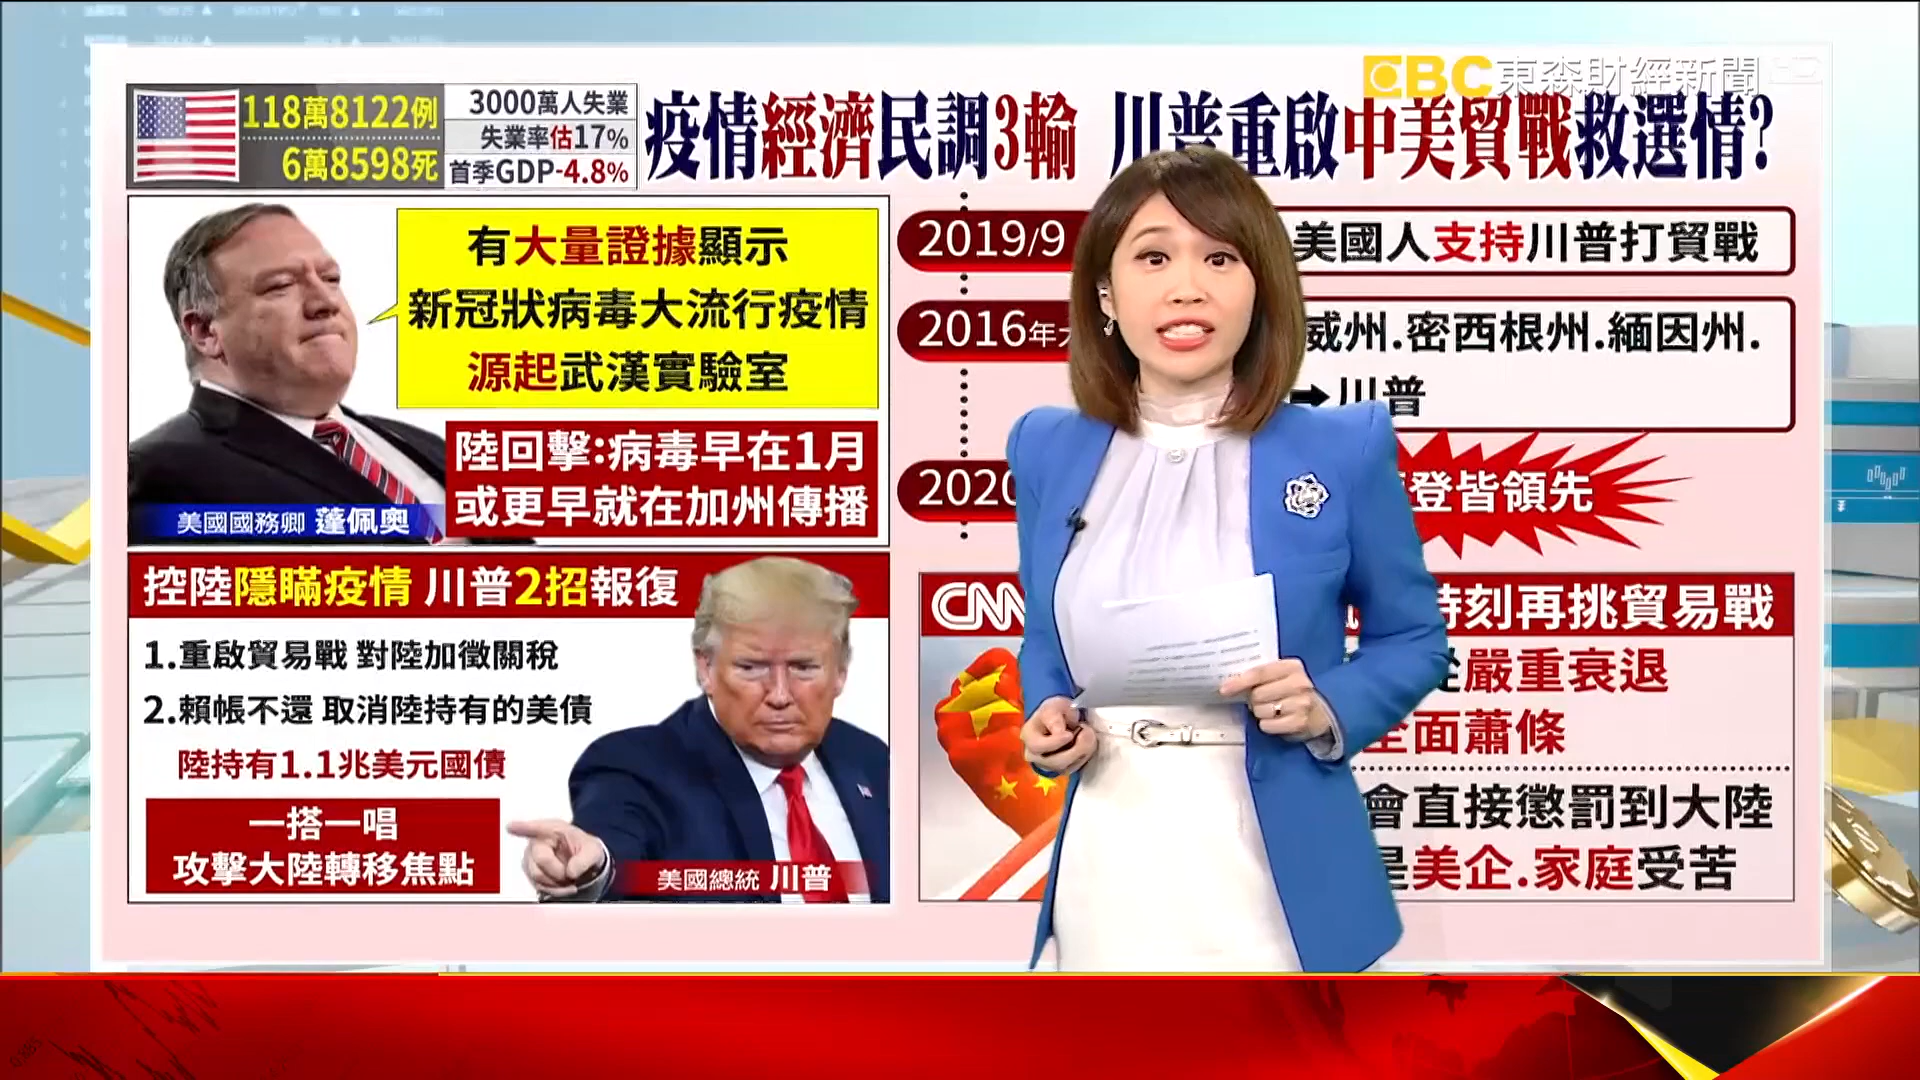 EBC 東森財經新聞
118萬8122例
6萬8598死
3000萬人失業
失業率估17%
首季GDP-4.8%
疫情經濟民調3輸 川普重啟中美貿戰救選情?
有大量證據顯示
新冠狀病毒大流行疫情
源起武漢實驗室
陸回擊:病毒早在1月
或更早就在加州傳播
美國國務卿 蓬佩奧
控陸隱瞞疫情 川普2招報復
1.重啟貿易戰 對陸加徵關稅
2.賴帳不還 取消陸持有的美債
陸持有1.1兆美元國債
一搭一唱
攻擊大陸轉移焦點
美國總統 川普
2019/9
美國人支持川普打貿戰
2016年
威州.密西根州.緬因州.
➡川普
2020
登皆領先
CNN
時刻再挑貿易戰
嚴重衰退
全面蕭條
會直接懲罰到大陸
是美企.家庭受苦